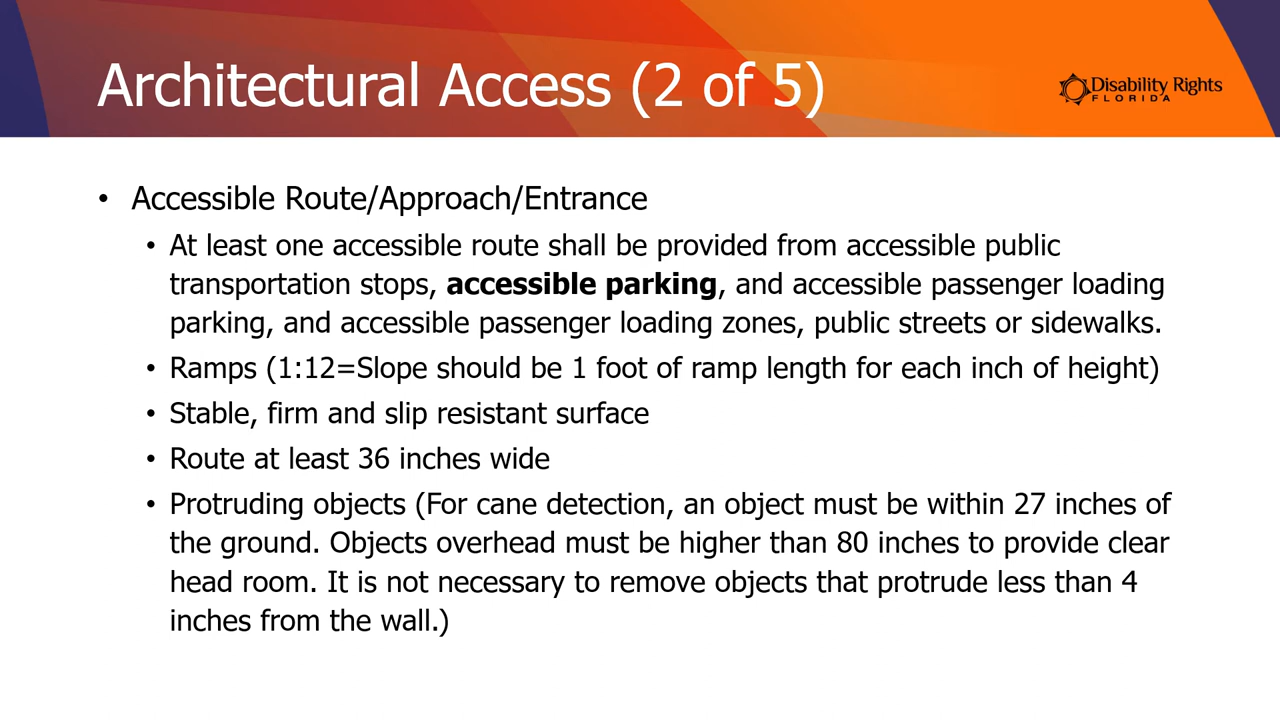 Architectural Access (2 of 5)
Disability Rights
FLORIDA
• Accessible Route/Approach/Entrance
• At least one accessible route shall be provided from accessible public
transportation stops, accessible parking, and accessible passenger loading
parking, and accessible passenger loading zones, public streets or sidewalks.
• Ramps (1:12=Slope should be 1 foot of ramp length for each inch of height)
• Stable, firm and slip resistant surface
• Route at least 36 inches wide
• Protruding objects (For cane detection, an object must be within 27 inches of
the ground. Objects overhead must be higher than 80 inches to provide clear
head room. It is not necessary to remove objects that protrude less than 4
inches from the wall.)